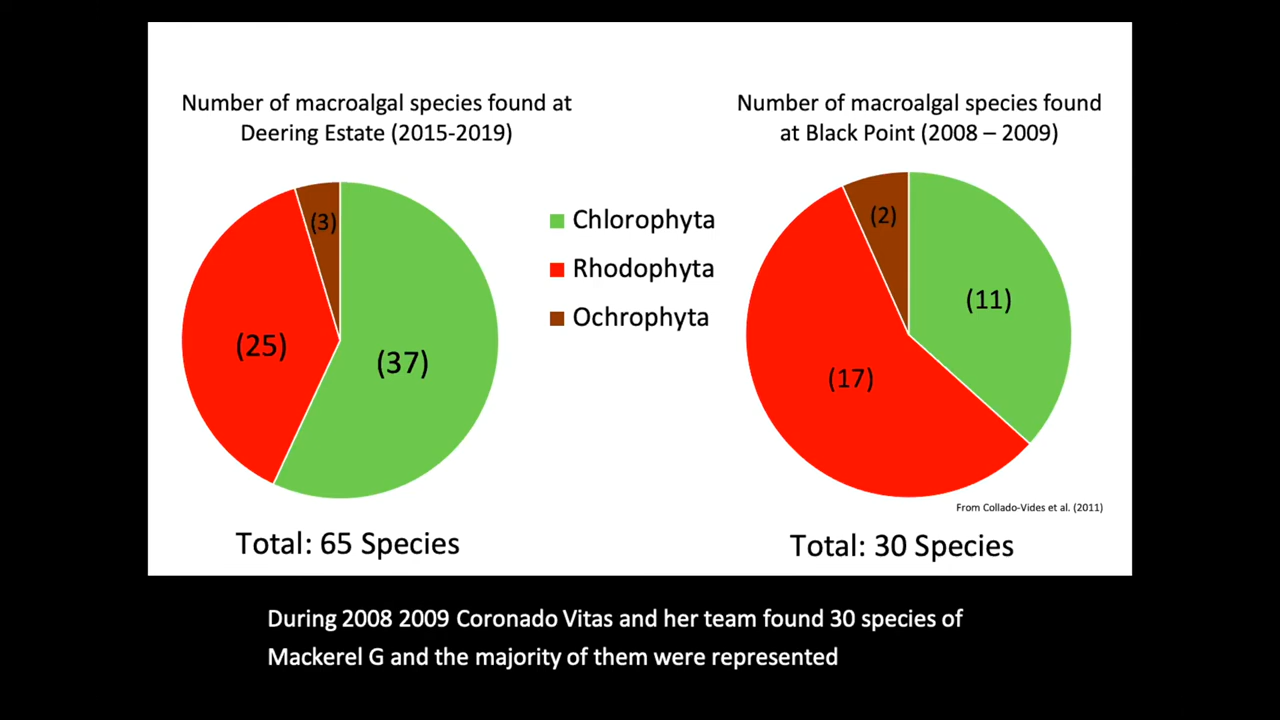 Number of macroalgal species found at
Deering Estate (2015-2019)
(3)
(25)
(37)
Total: 65 Species
Chlorophyta
Rhodophyta
Ochrophyta
Number of macroalgal species found
at Black Point (2008 – 2009)
(2)
(11)
(17)
From Collado-Vides et al. (2011)
Total: 30 Species
During 2008 2009 Coronado Vitas and her team found 30 species of
Mackerel G and the majority of them were represented